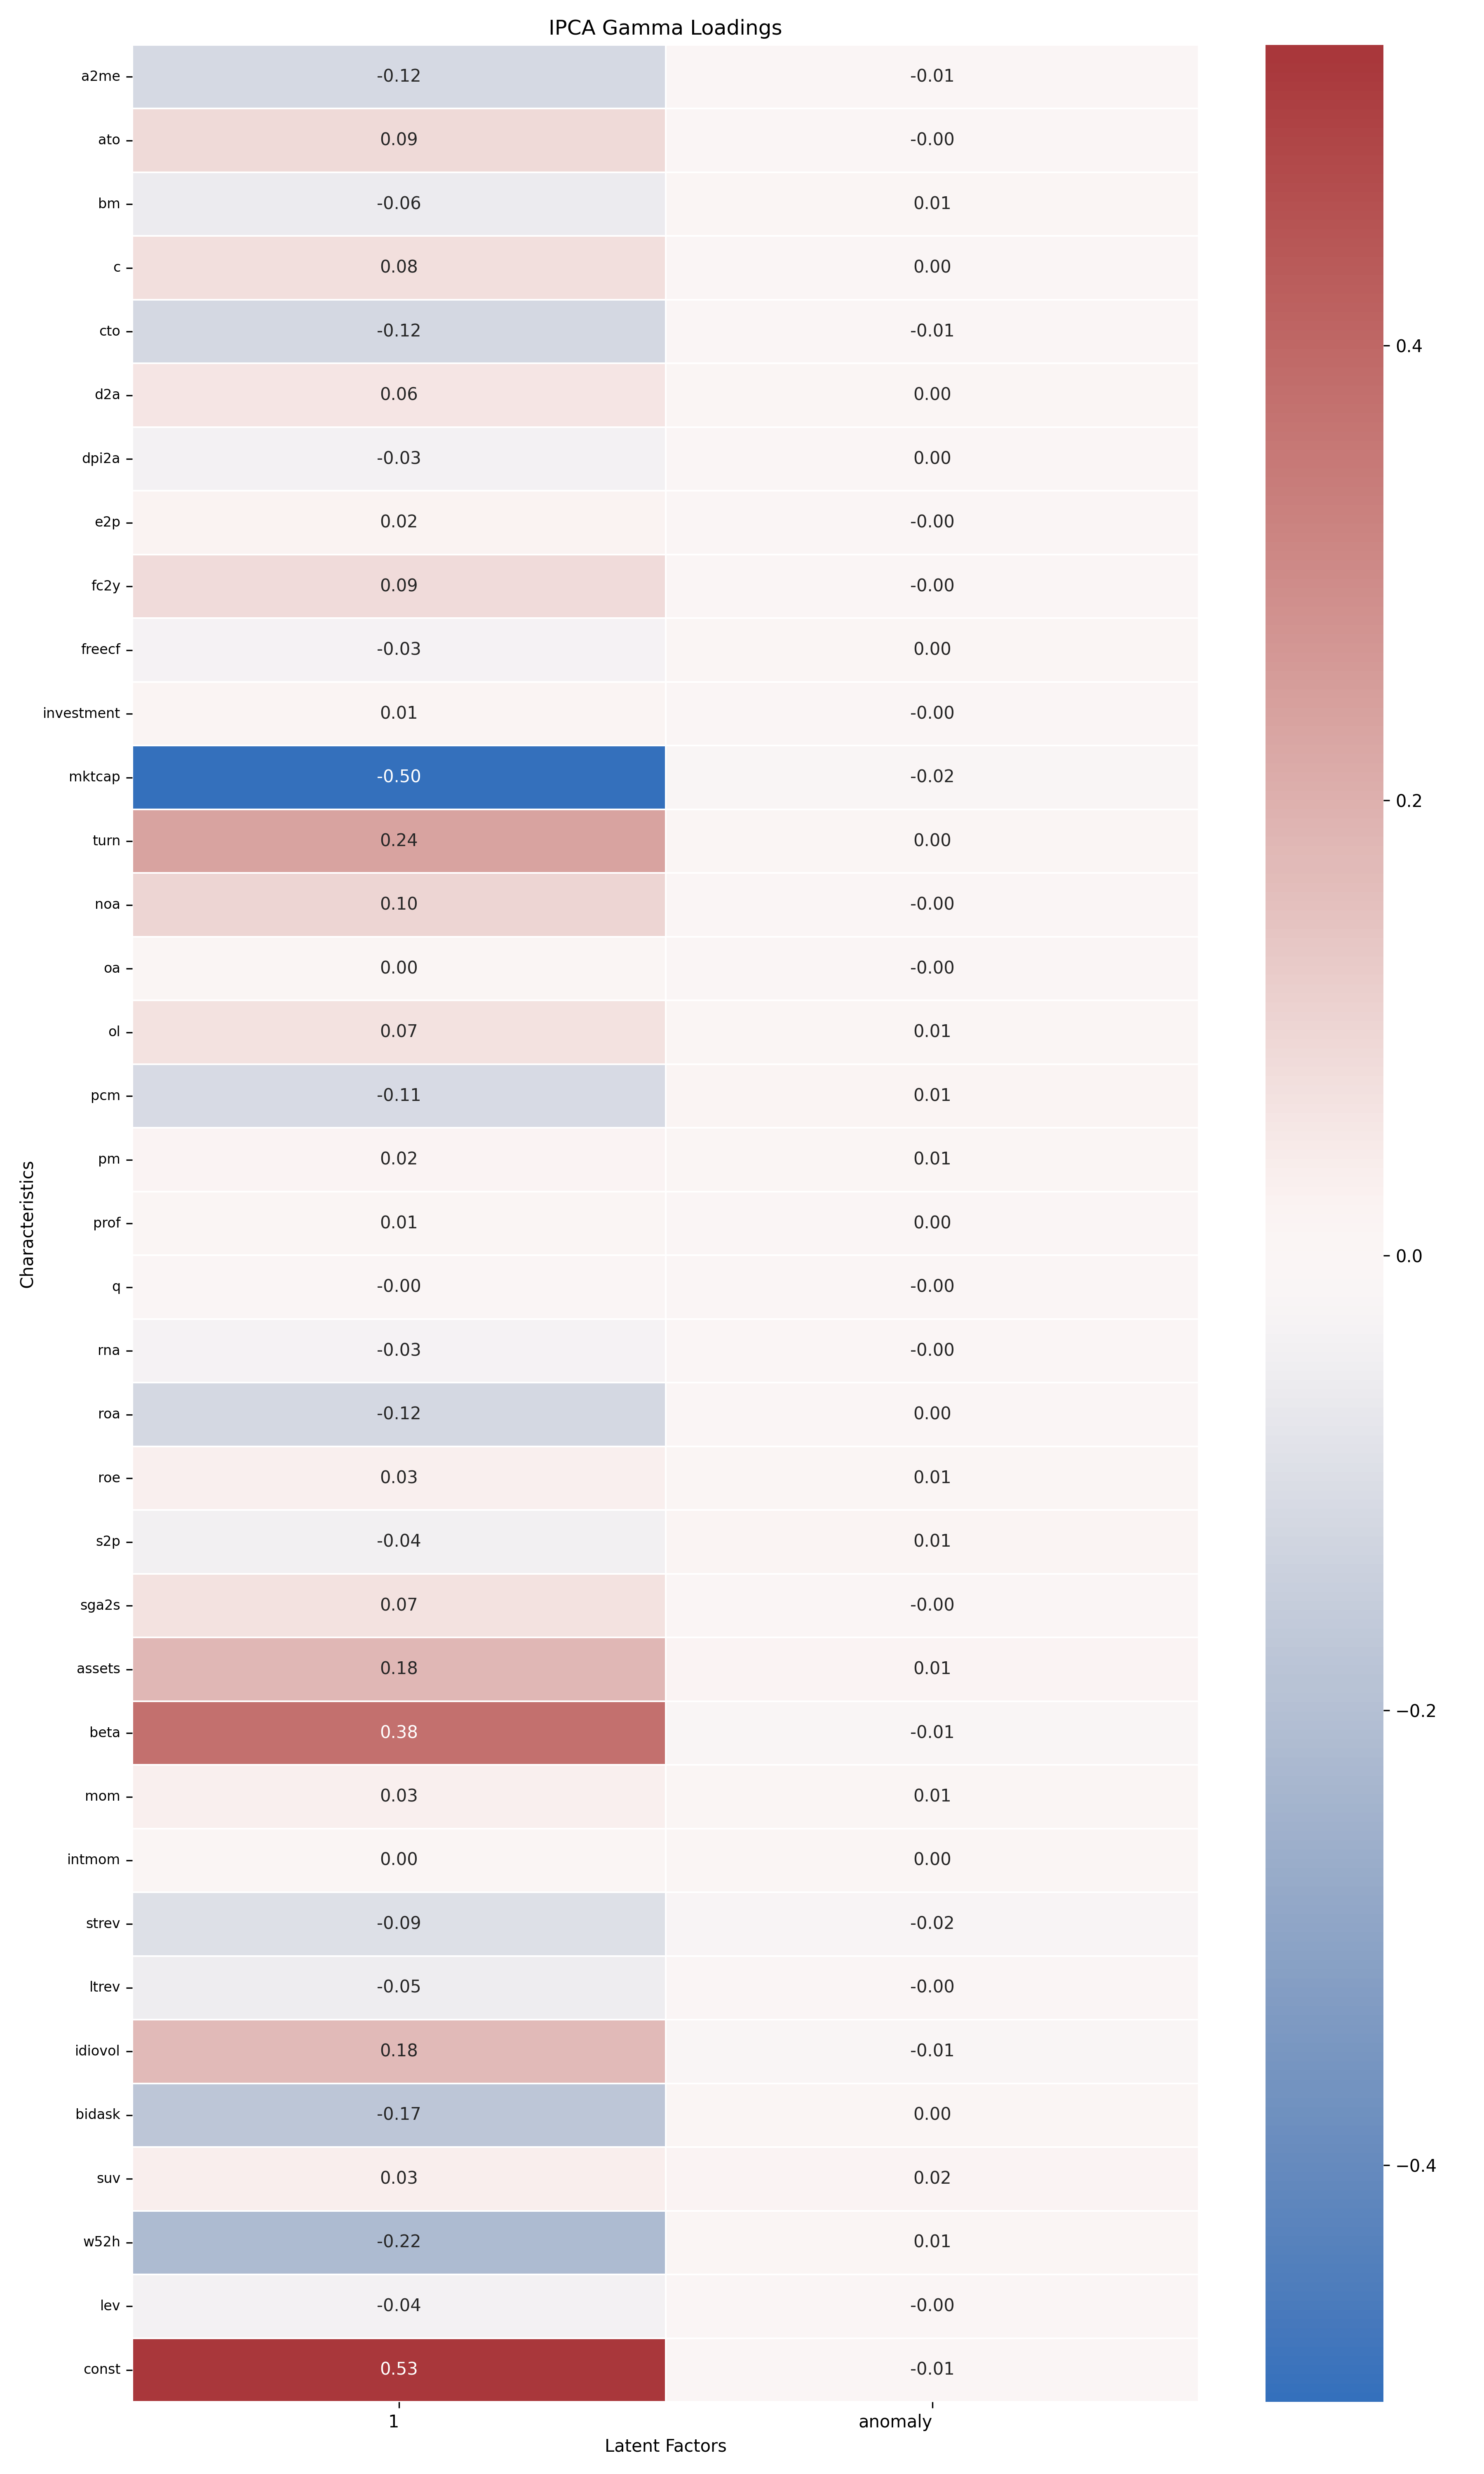 IPCA Gamma Loadings
a2me -0.12 -0.01
ato 0.09 -0.00
bm -0.06 0.01
c 0.08 0.00
cto -0.12 -0.01
0.4
d2a 0.06 0.00
dpi2a -0.03 0.00
e2p 0.02 -0.00
fc2y 0.09 -0.00
freecf -0.03 0.00
investment 0.01 -0.00
mktcap -0.50 -0.02
0.2
turn 0.24 0.00
noa 0.10 -0.00
oa 0.00 -0.00
ol 0.07 0.01
pcm -0.11 0.01
pm 0.02 0.01
Characteristics
prof 0.01 0.00
0.0
q -0.00 -0.00
rna -0.03 -0.00
roa -0.12 0.00
roe 0.03 0.01
s2p -0.04 0.01
sga2s 0.07 -0.00
assets 0.18 0.01
−0.2
beta 0.38 -0.01
mom 0.03 0.01
intmom 0.00 0.00
strev -0.09 -0.02
ltrev -0.05 -0.00
idiovol 0.18 -0.01
bidask -0.17 0.00
−0.4
suv 0.03 0.02
w52h -0.22 0.01
lev -0.04 -0.00
const 0.53 -0.01
1 anomaly
Latent Factors